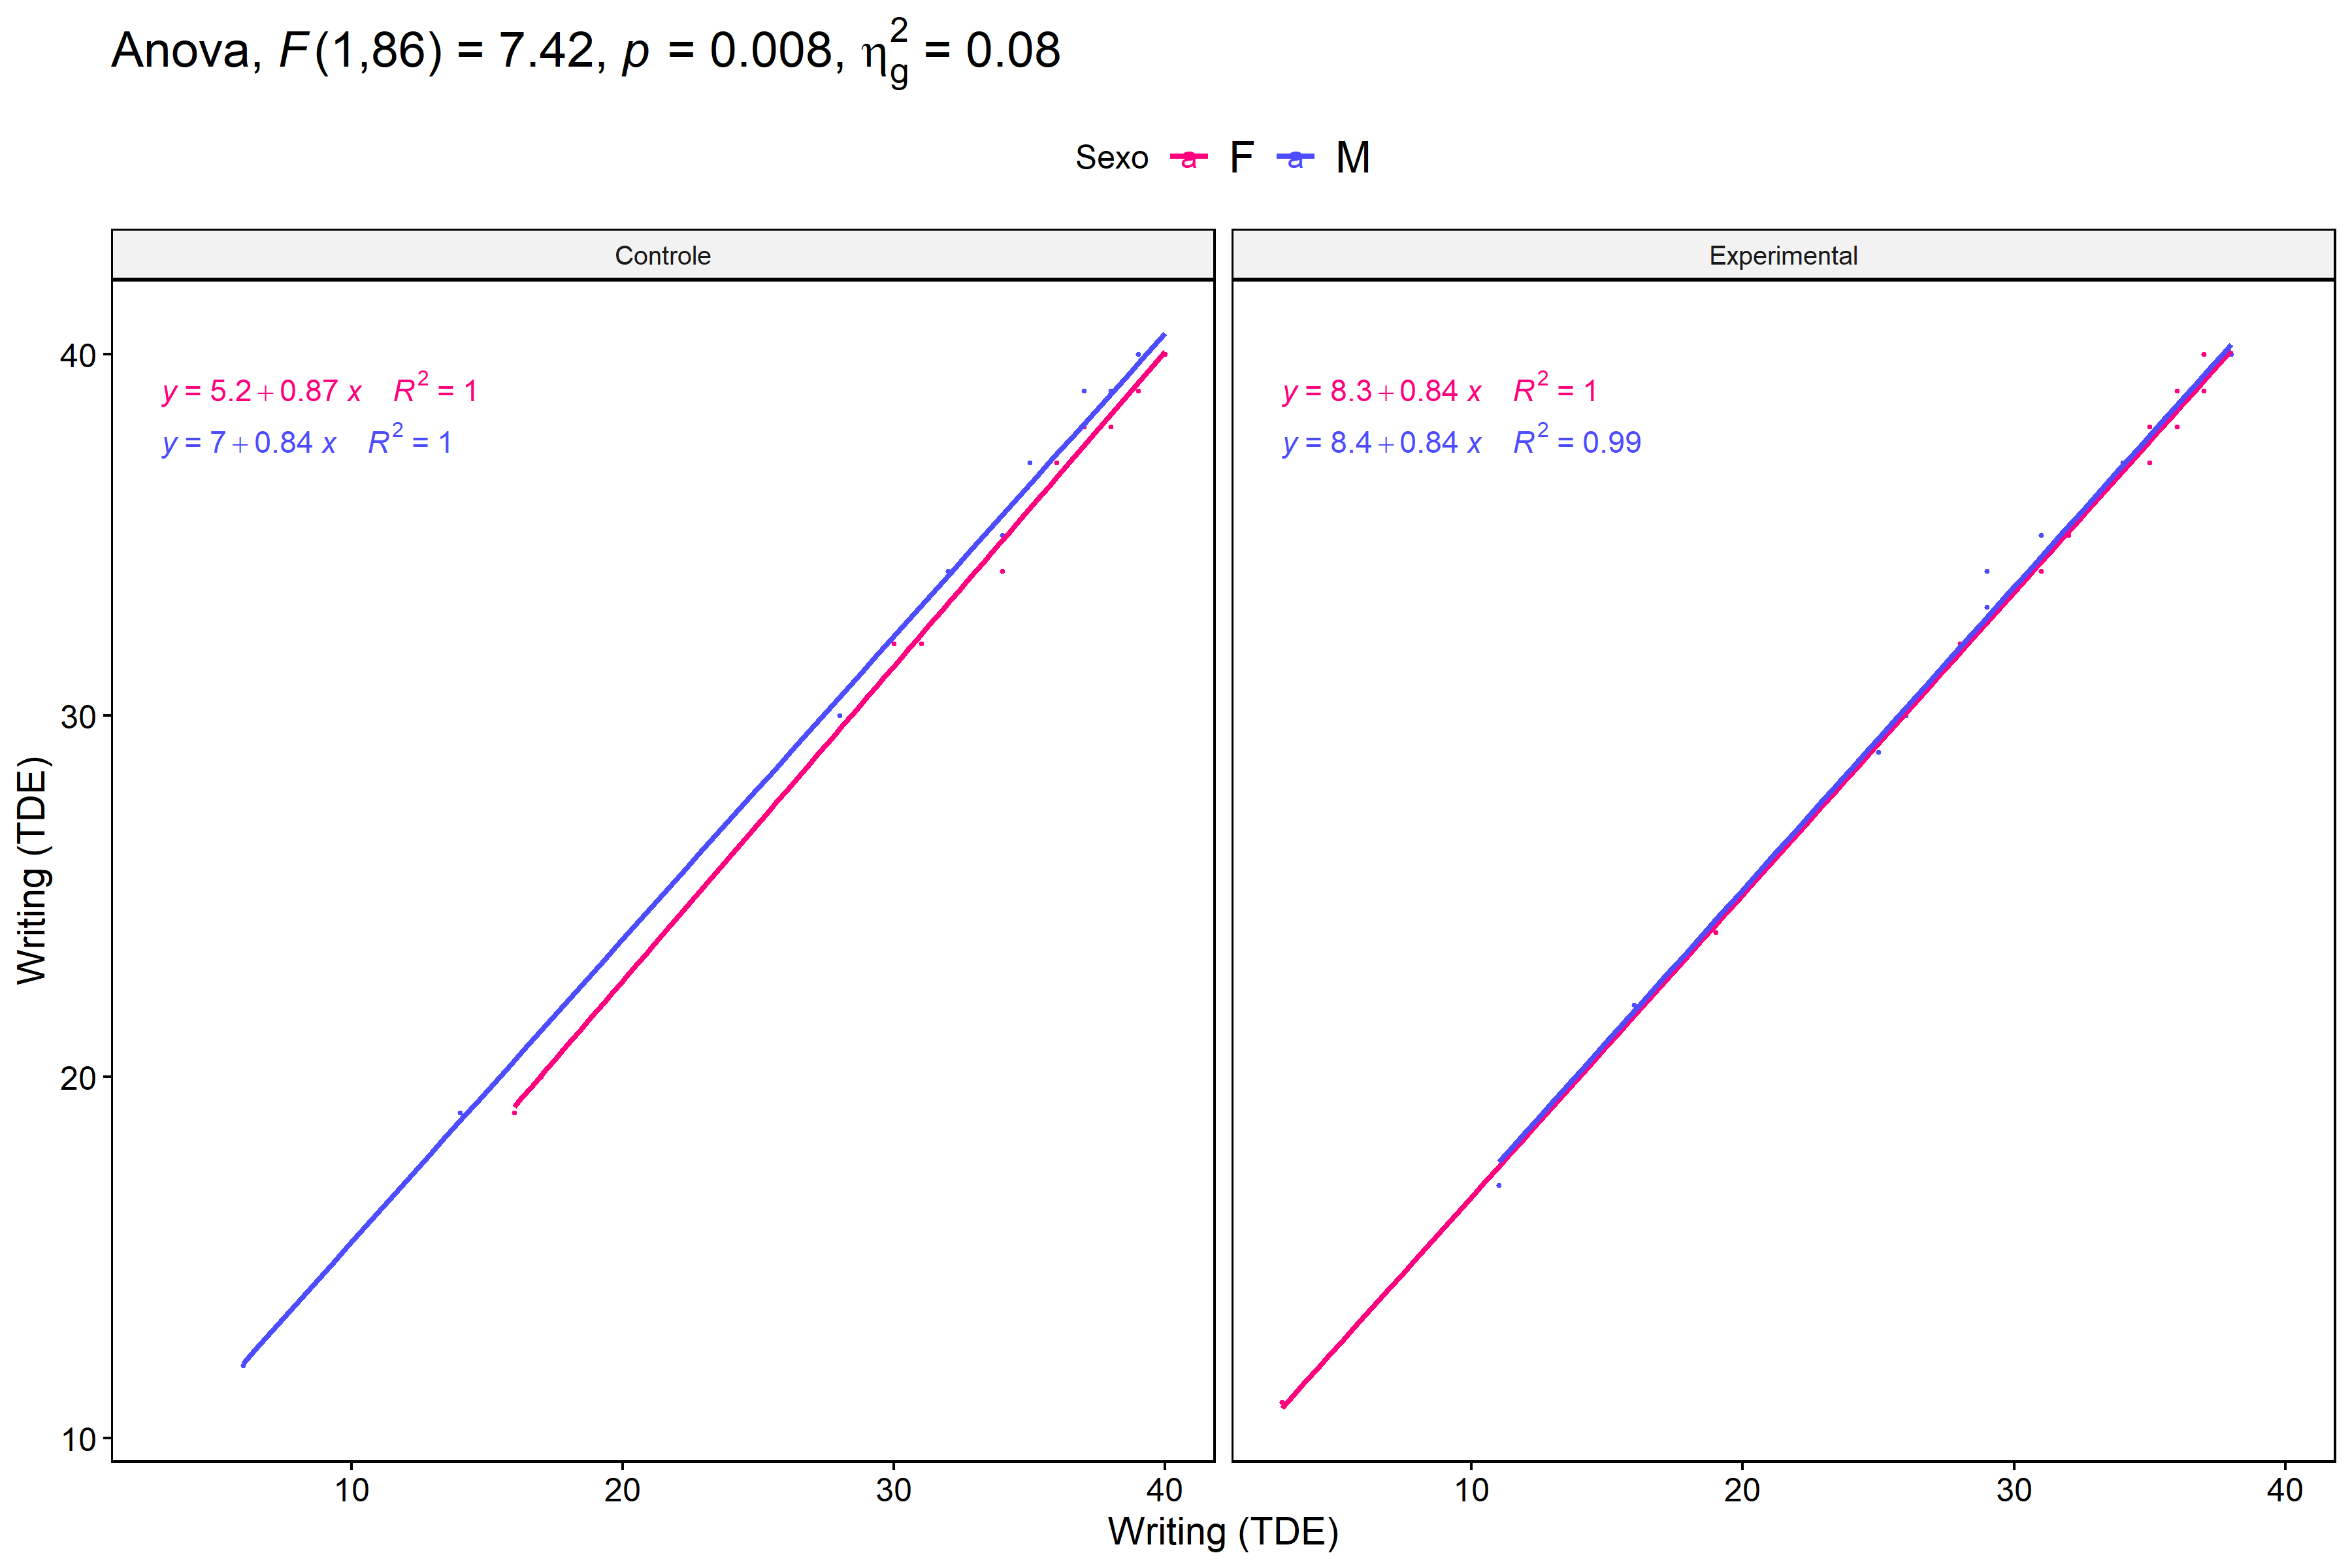 Anova, F(1,86) = 7.42, p = 0.008, η²g = 0.08
Sexo a F a M
Controle
Experimental
40
30
20
10
Writing (TDE)
y = 5.2 + 0.87 x R² = 1
y = 7 + 0.84 x R² = 1
y = 8.3 + 0.84 x R² = 1
y = 8.4 + 0.84 x R² = 0.99
10 20 30 40
10 20 30 40
Writing (TDE)